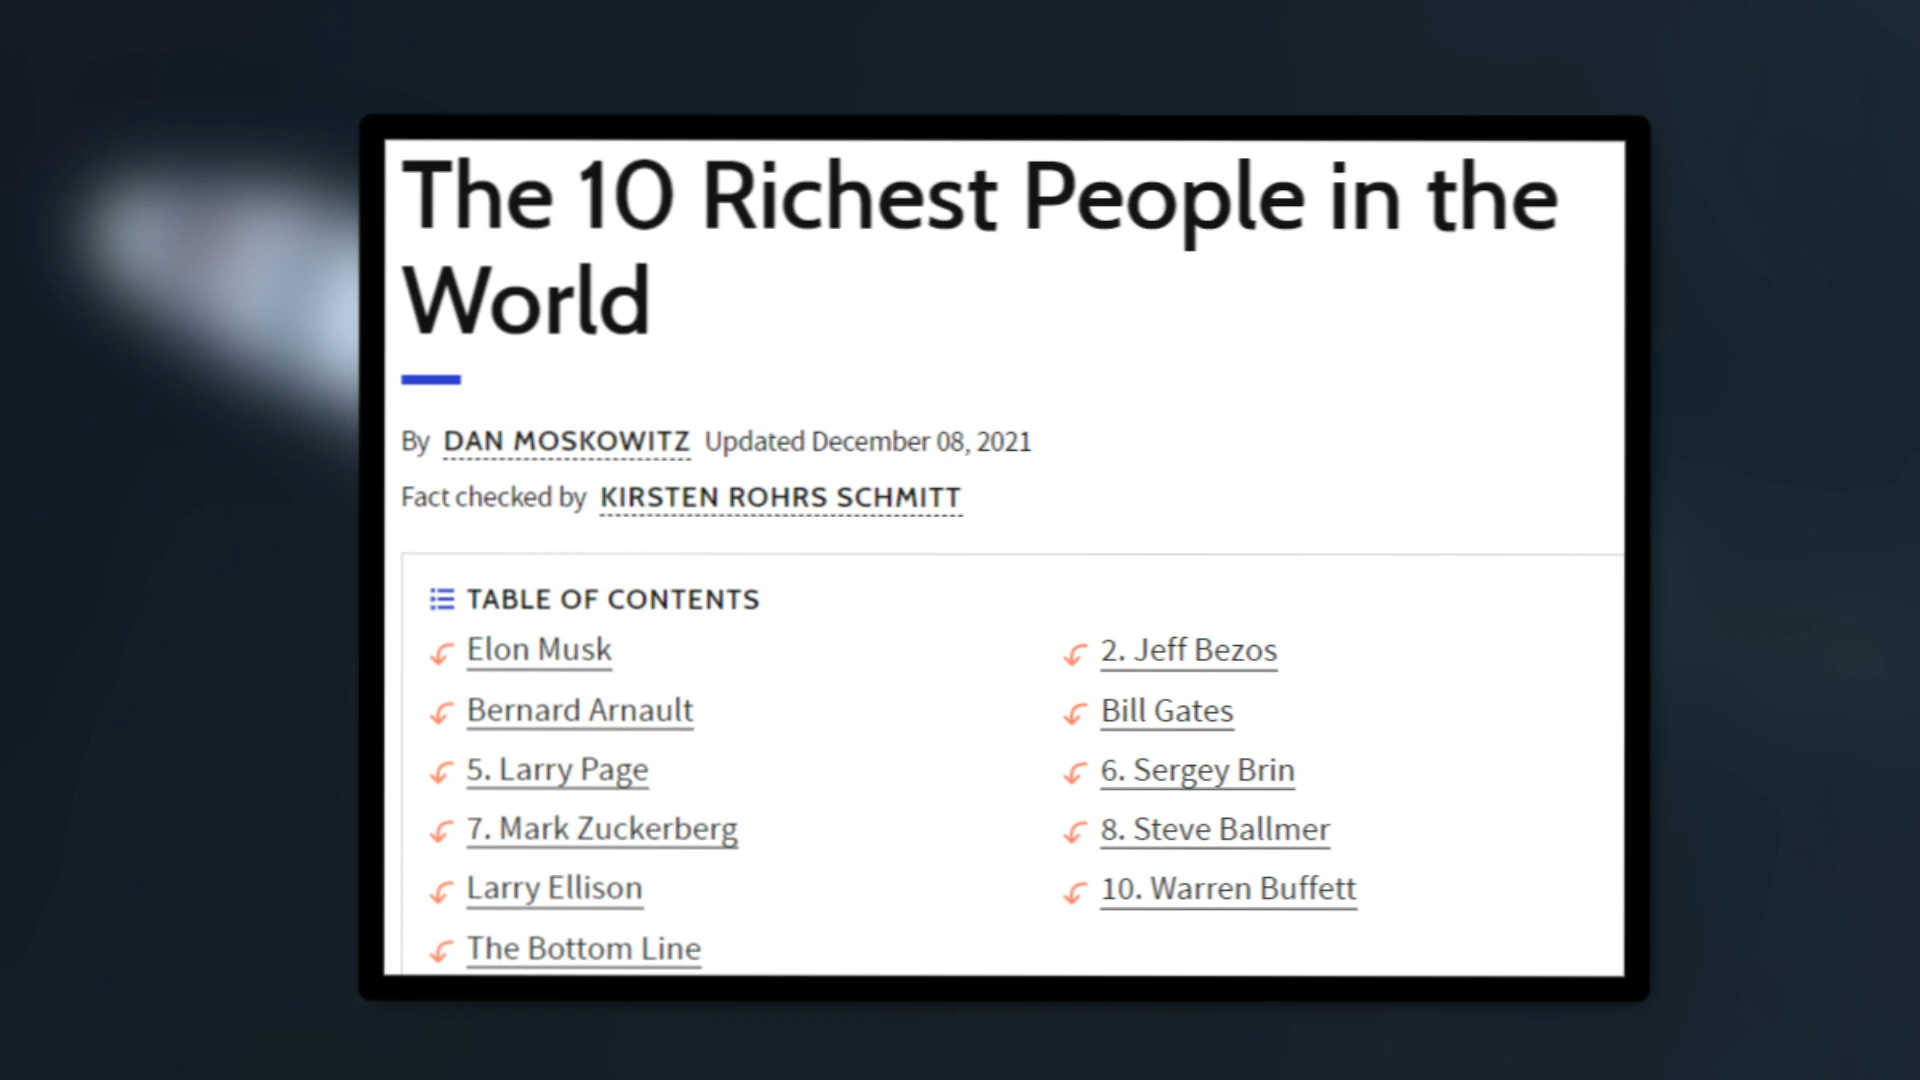 The 10 Richest People in the
World
By DAN MOSKOWITZ Updated December 08, 2021
Fact checked by KIRSTEN ROHRS SCHMITT
TABLE OF CONTENTS
Elon Musk
2. Jeff Bezos
Bernard Arnault
Bill Gates
5. Larry Page
6. Sergey Brin
7. Mark Zuckerberg
8. Steve Ballmer
Larry Ellison
10. Warren Buffett
The Bottom Line